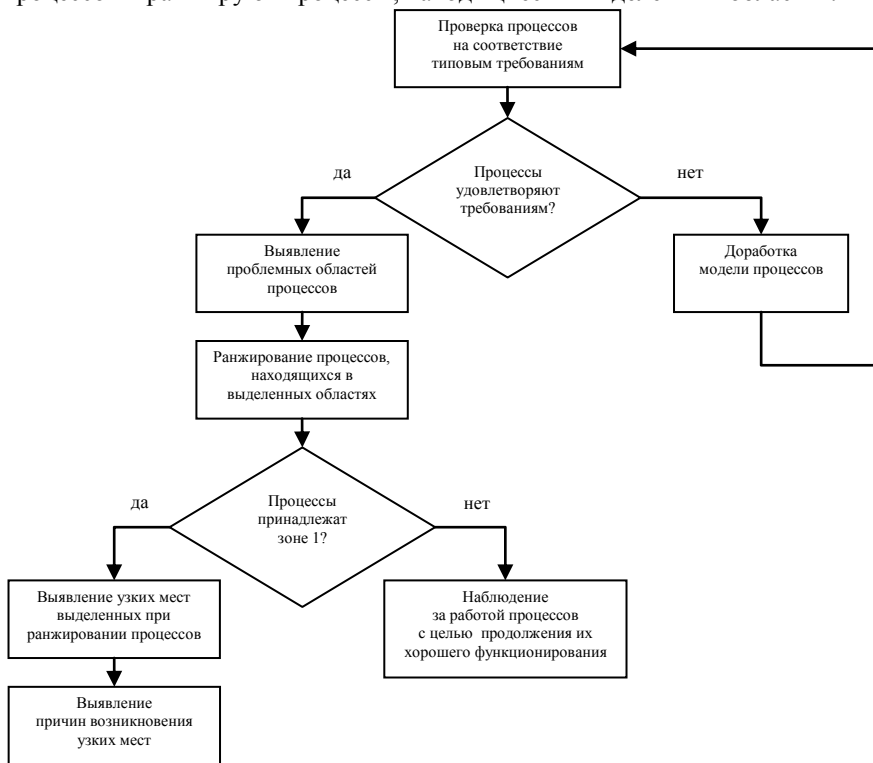 Проверка процессов
на соответствие
типовым требованиям
Процессы
удовлетворяют
требованиям?
да
нет
Выявление
проблемных областей
процессов
Доработка
модели процессов
Ранжирование процессов,
находящихся в
выделенных областях
Процессы
принадлежат
зоне 1?
да
нет
Выявление узких мест
выделенных при
ранжировании процессов
Наблюдение
за работой процессов
с целью продолжения их
хорошего функционирования
Выявление
причин возникновения
узких мест